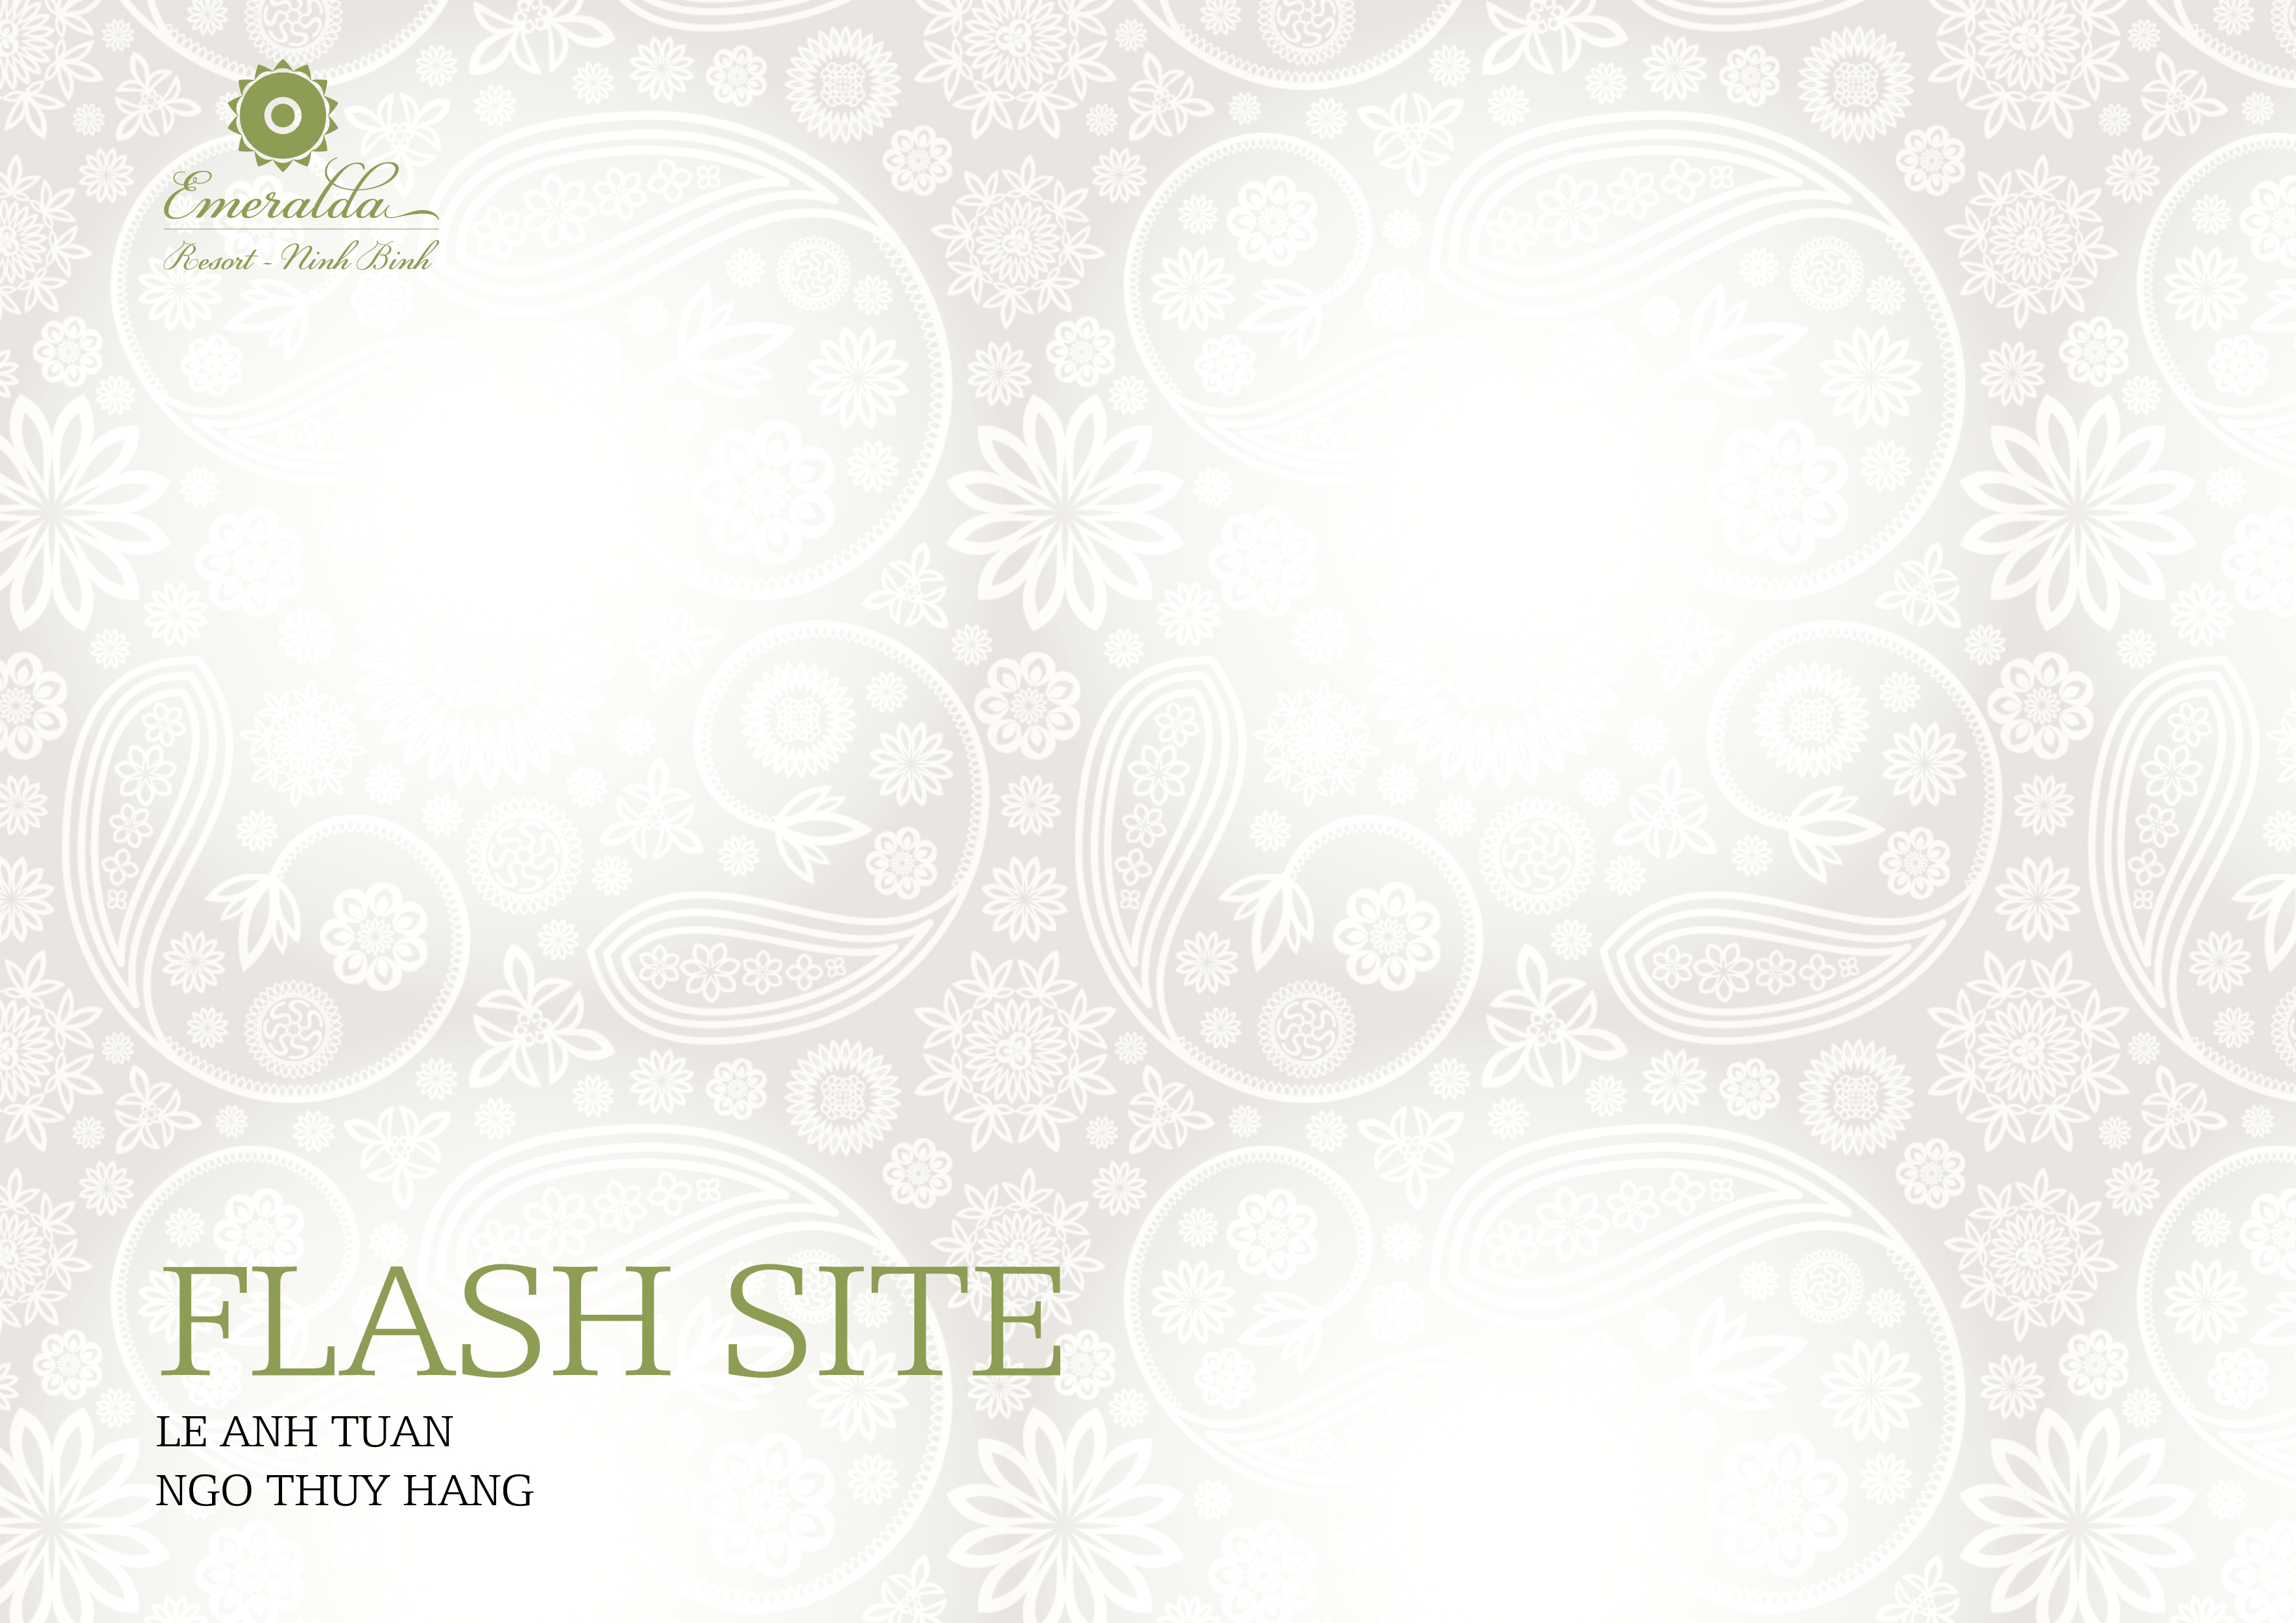 Emeralda
Resort - Ninh Binh
FLASH SITE
LE ANH TUAN
NGO THUY HANG